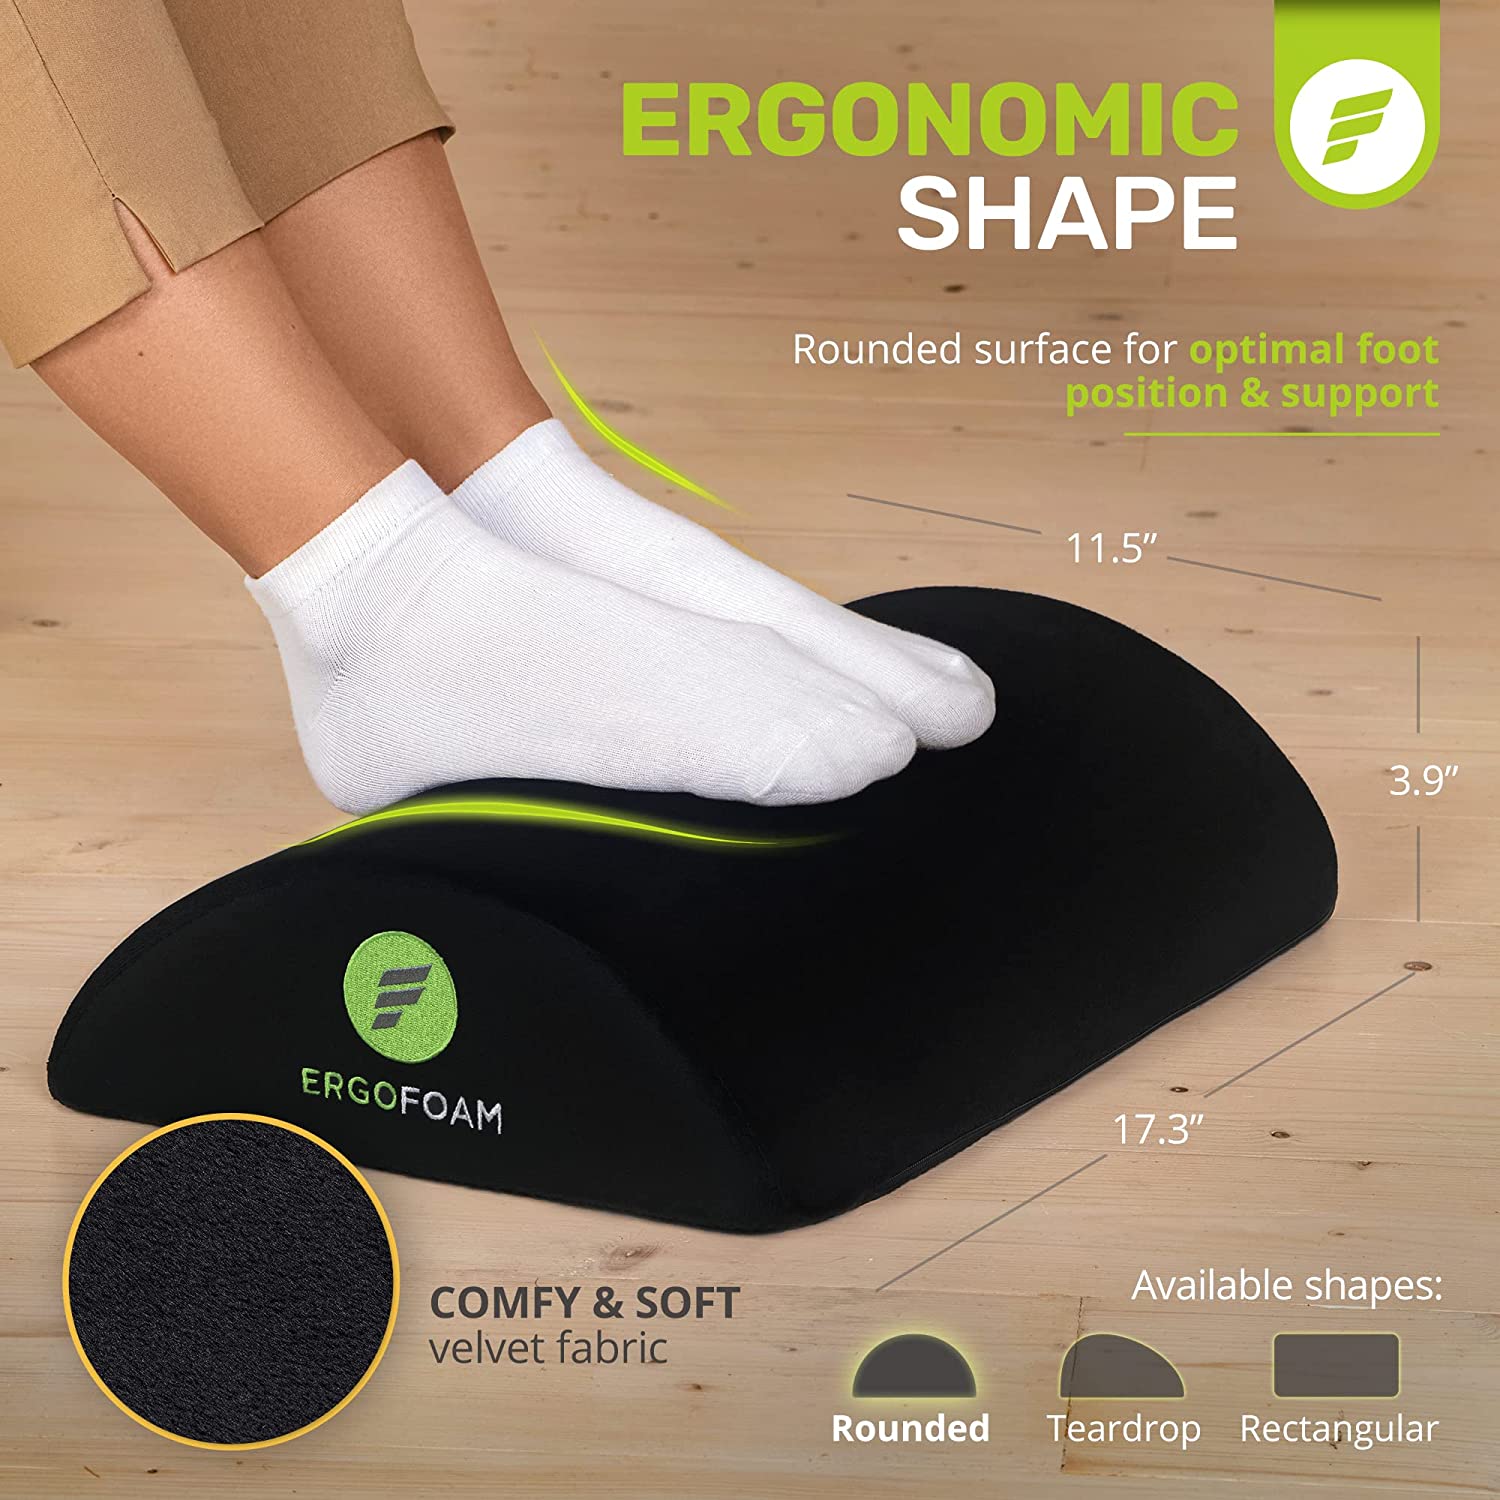 ERGONOMIC
SHAPE
Rounded surface for optimal foot
position & support
11.5”
3.9”
17.3”
ERGOFOAM
COMFY & SOFT
velvet fabric
Available shapes:
Rounded
Teardrop
Rectangular